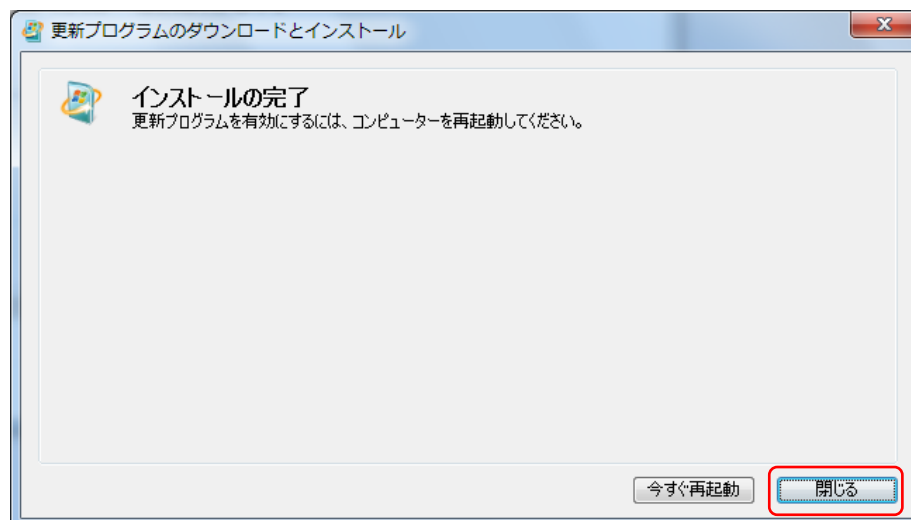 更新プログラムのダウンロードとインストール
インストールの完了
更新プログラムを有効にするには、コンピューターを再起動してください。
今すぐ再起動
閉じる